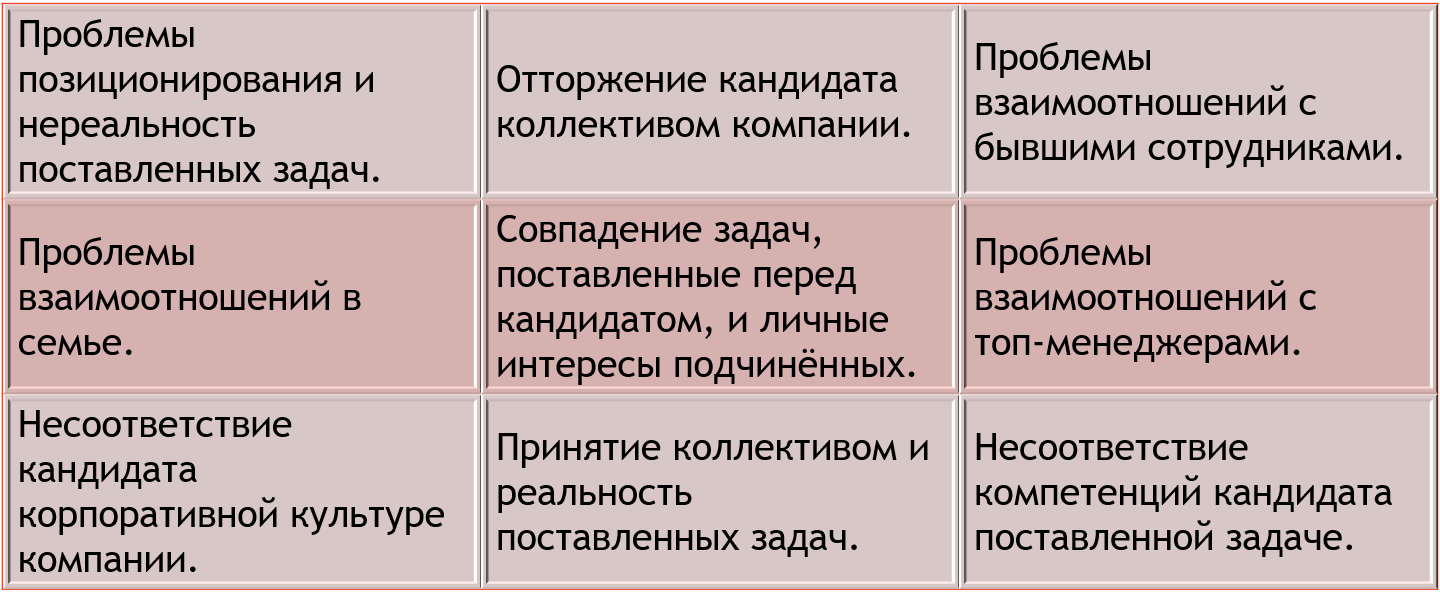 Проблемы
позиционирования и
нереальность
поставленных задач.
Отторжение кандидата
коллективом компании.
Проблемы
взаимоотношений с
бывшими сотрудниками.
Проблемы
взаимоотношений в
семье.
Совпадение задач,
поставленные перед
кандидатом, и личные
интересы подчинённых.
Проблемы
взаимоотношений с
топ-менеджерами.
Несоответствие
кандидата
корпоративной культуре
компании.
Принятие коллективом и
реальность
поставленных задач.
Несоответствие
компетенций кандидата
поставленной задаче.